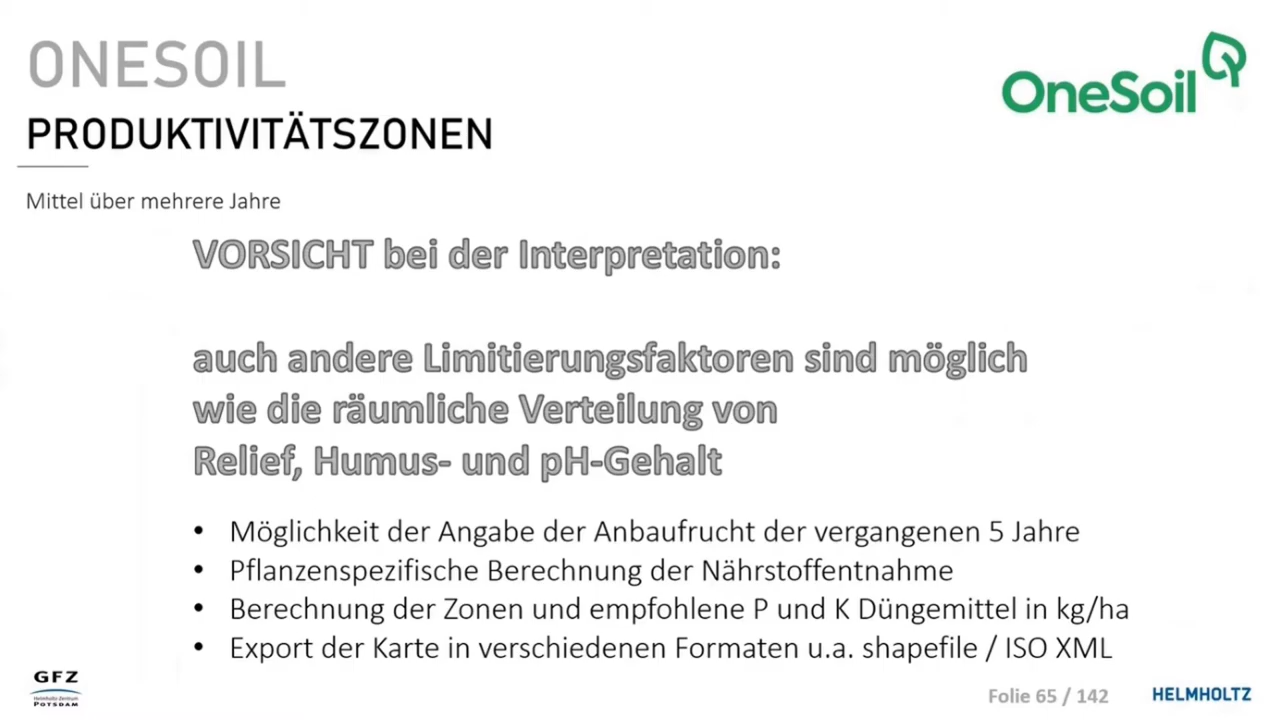 ONESOIL
OneSoil
PRODUKTIVITÄTSZONEN
Mittel über mehrere Jahre
VORSICHT bei der Interpretation:
auch andere Limitierungsfaktoren sind möglich
wie die räumliche Verteilung von
Relief, Humus- und pH-Gehalt
• Möglichkeit der Angabe der Anbaufrucht der vergangenen 5 Jahre
• Pflanzenspezifische Berechnung der Nährstoffentnahme
• Berechnung der Zonen und empfohlene P und K Düngemittel in kg/ha
• Export der Karte in verschiedenen Formaten u.a. shapefile / ISO XML
GFZ
Helmholtz Zentrum
POTSDAM
Folie 65 / 142
HELMHOLTZ